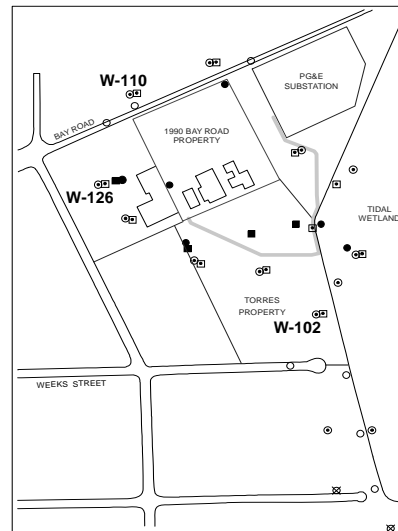 W-110
PG&E
SUBSTATION
BAY ROAD
1990 BAY ROAD
PROPERTY
W-126
TIDAL
WETLAND
TORRES
PROPERTY
W-102
WEEKS STREET